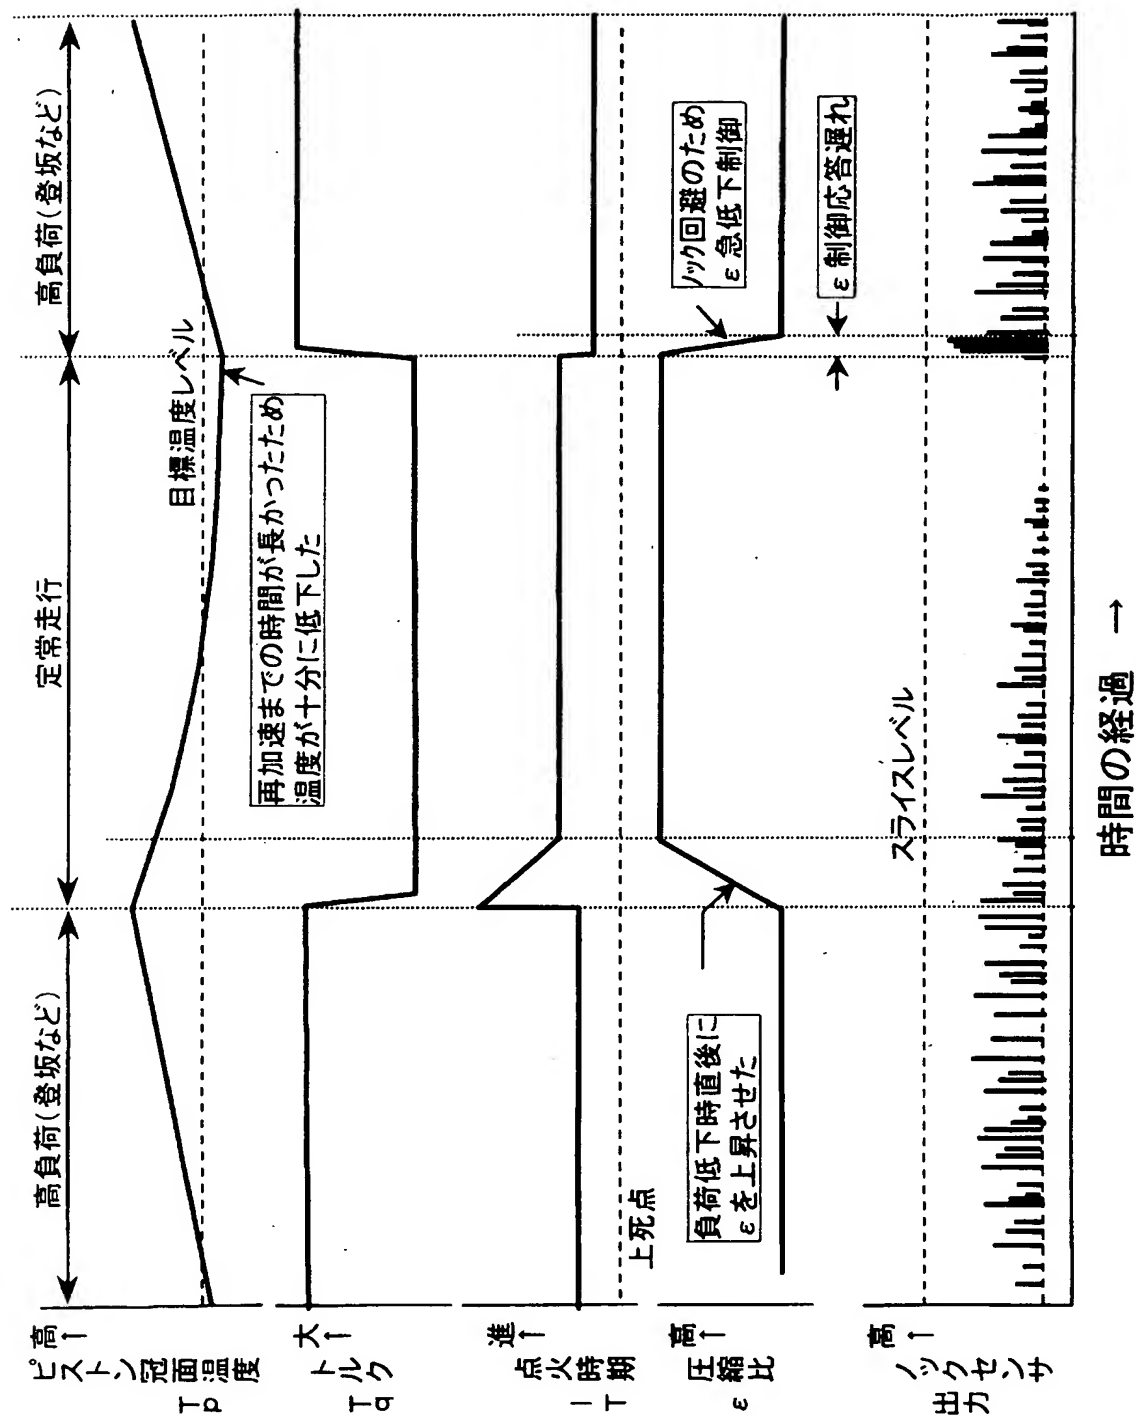 高負荷(登坂など)
定常走行
高負荷(登坂など)
高↑
ピストン冠面温度
Tp
目標温度レベル
再加速までの時間が長かったため
温度が十分に低下した
大↑
トルク
Tq
進↑
点火時期
IT
上死点
高↑
圧縮比
ε
負荷低下時直後に
εを上昇させた
ノック回避のため
ε急低下制御
ε制御応答遅れ
高↑
ノックセンサ
出力
スライスレベル
時間の経過 →